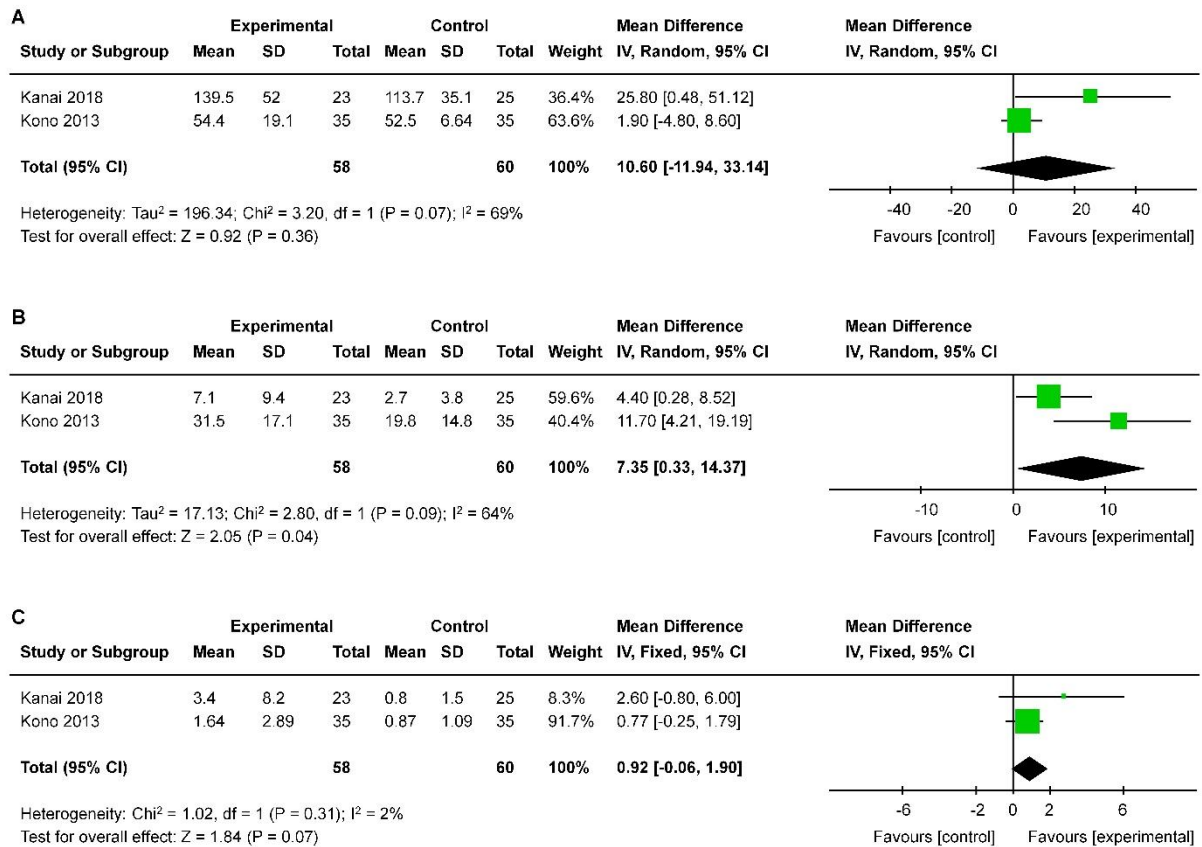 A
Experimental Control Mean Difference Mean Difference
Study or Subgroup Mean SD Total Mean SD Total Weight IV, Random, 95% CI IV, Random, 95% CI
Kanai 2018 139.5 52 23 113.7 35.1 25 36.4% 25.80 [0.48, 51.12]
Kono 2013 54.4 19.1 35 52.5 6.64 35 63.6% 1.90 [-4.80, 8.60]
Total (95% CI) 58 60 100% 10.60 [-11.94, 33.14]
Heterogeneity: Tau² = 196.34; Chi² = 3.20, df = 1 (P = 0.07); I² = 69%
Test for overall effect: Z = 0.92 (P = 0.36)
-40 -20 0 20 40
Favours [control] Favours [experimental]
B
Experimental Control Mean Difference Mean Difference
Study or Subgroup Mean SD Total Mean SD Total Weight IV, Random, 95% CI IV, Random, 95% CI
Kanai 2018 7.1 9.4 23 2.7 3.8 25 59.6% 4.40 [0.28, 8.52]
Kono 2013 31.5 17.1 35 19.8 14.8 35 40.4% 11.70 [4.21, 19.19]
Total (95% CI) 58 60 100% 7.35 [0.33, 14.37]
Heterogeneity: Tau² = 17.13; Chi² = 2.80, df = 1 (P = 0.09); I² = 64%
Test for overall effect: Z = 2.05 (P = 0.04)
-10 0 10
Favours [control] Favours [experimental]
C
Experimental Control Mean Difference Mean Difference
Study or Subgroup Mean SD Total Mean SD Total Weight IV, Fixed, 95% CI IV, Fixed, 95% CI
Kanai 2018 3.4 8.2 23 0.8 1.5 25 8.3% 2.60 [-0.80, 6.00]
Kono 2013 1.64 2.89 35 0.87 1.09 35 91.7% 0.77 [-0.25, 1.79]
Total (95% CI) 58 60 100% 0.92 [-0.06, 1.90]
Heterogeneity: Chi² = 1.02, df = 1 (P = 0.31); I² = 2%
Test for overall effect: Z = 1.84 (P = 0.07)
-6 -2 0 2 6
Favours [control] Favours [experimental]